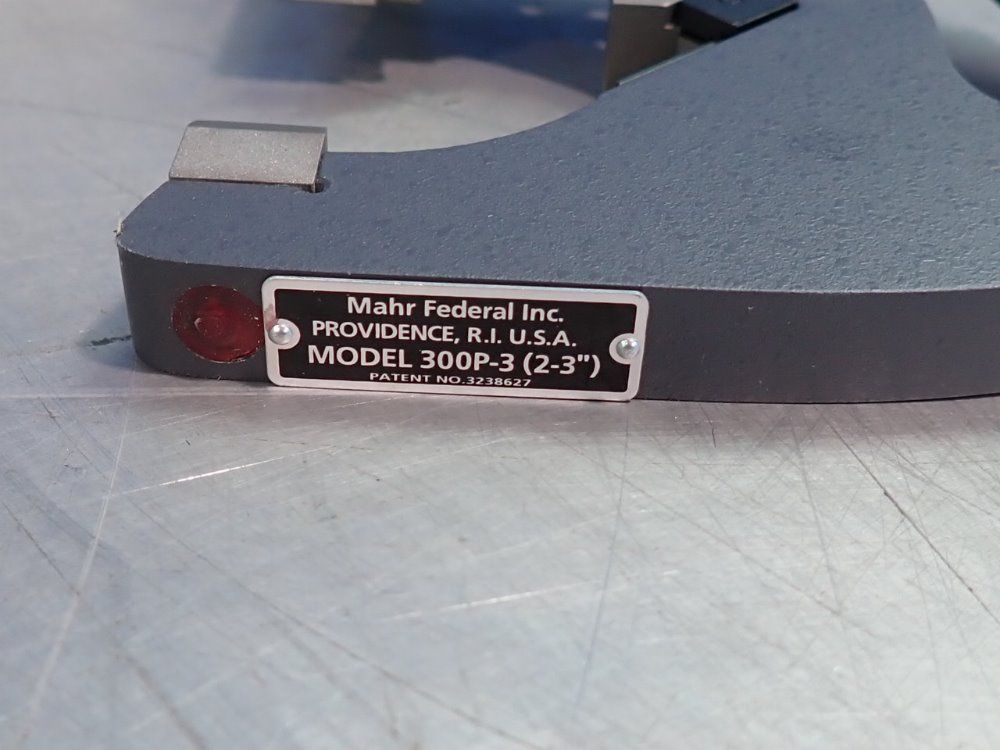 Mahr Federal Inc.
PROVIDENCE, R.I. U.S.A.
MODEL 300P-3 (2-3")
PATENT NO.3238627